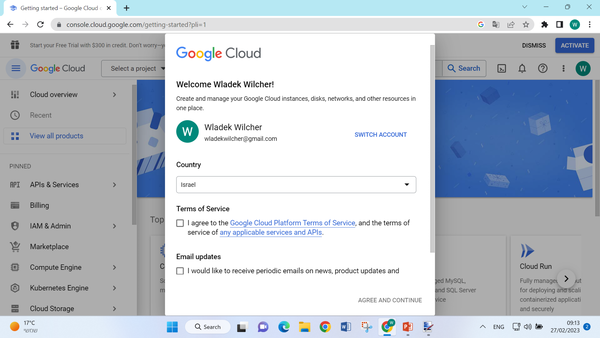 Getting started – Google Cloud
console.cloud.google.com/getting-started?pli=1
Start your Free Trial with $300 in credit. Don't worry—
DISMISS
ACTIVATE
Google Cloud
Select a project
Search
W
Cloud overview
Recent
View all products
PINNED
APIs & Services
Billing
IAM & Admin
Marketplace
Compute Engine
Kubernetes Engine
Cloud Storage
Google Cloud
Welcome Wladek Wilcher!
Create and manage your Google Cloud instances, disks, networks, and other resources in
one place.
W
Wladek Wilcher
wladekwilcher@gmail.com
SWITCH ACCOUNT
Country
Israel
Terms of Service
I agree to the Google Cloud Platform Terms of Service, and the terms of
service of any applicable services and APIs.
Email updates
I would like to receive periodic emails on news, product updates and
AGREE AND CONTINUE
Top
Cloud Run
Fully manage
for deploying and scali
containerized applicati
and securely
ged MySQL,
nd SQL Server
17°C
Search
ENG
09:13
27/02/2023